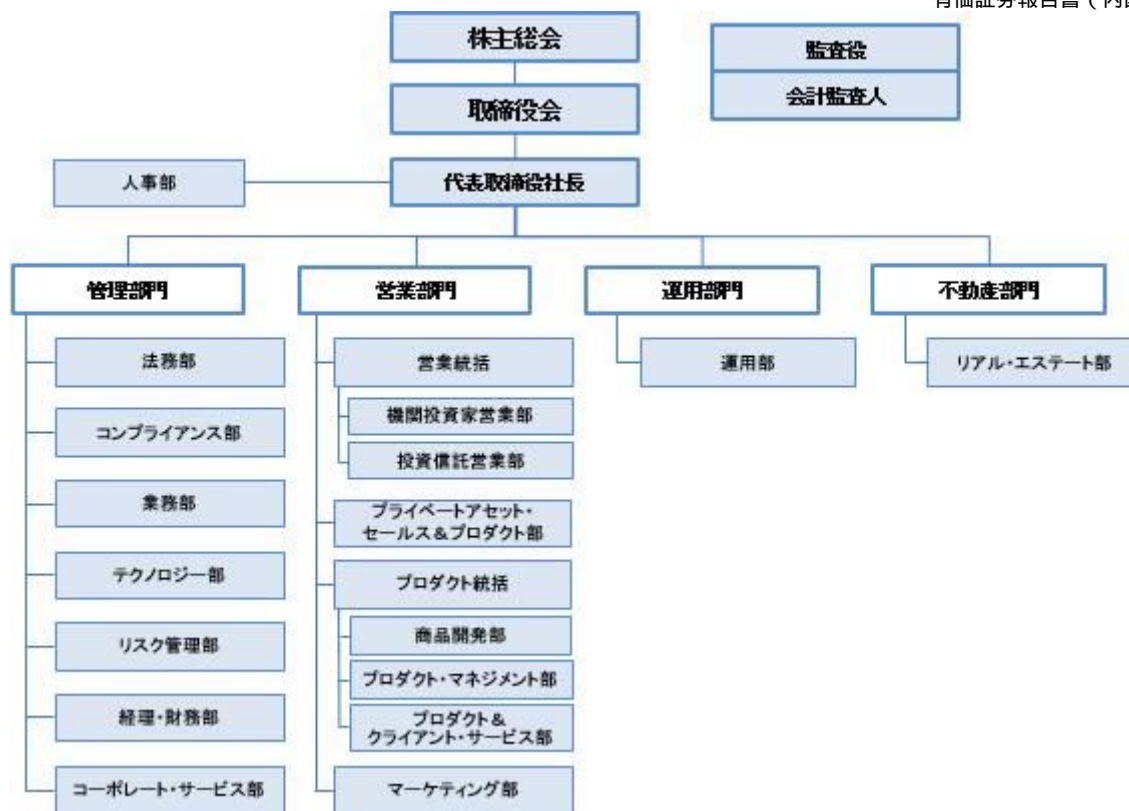 有価証券報告書（内
株主総会
取締役会
監査役
会計監査人
人事部
代表取締役社長
管理部門
営業部門
運用部門
不動産部門
法務部
コンプライアンス部
業務部
テクノロジー部
リスク管理部
経理・財務部
コーポレート・サービス部
営業統括
機関投資家営業部
投資信託営業部
プライベートアセット・
セールス＆プロダクト部
プロダクト統括
商品開発部
プロダクト・マネジメント部
プロダクト＆
クライアント・サービス部
マーケティング部
運用部
リアル・エステート部